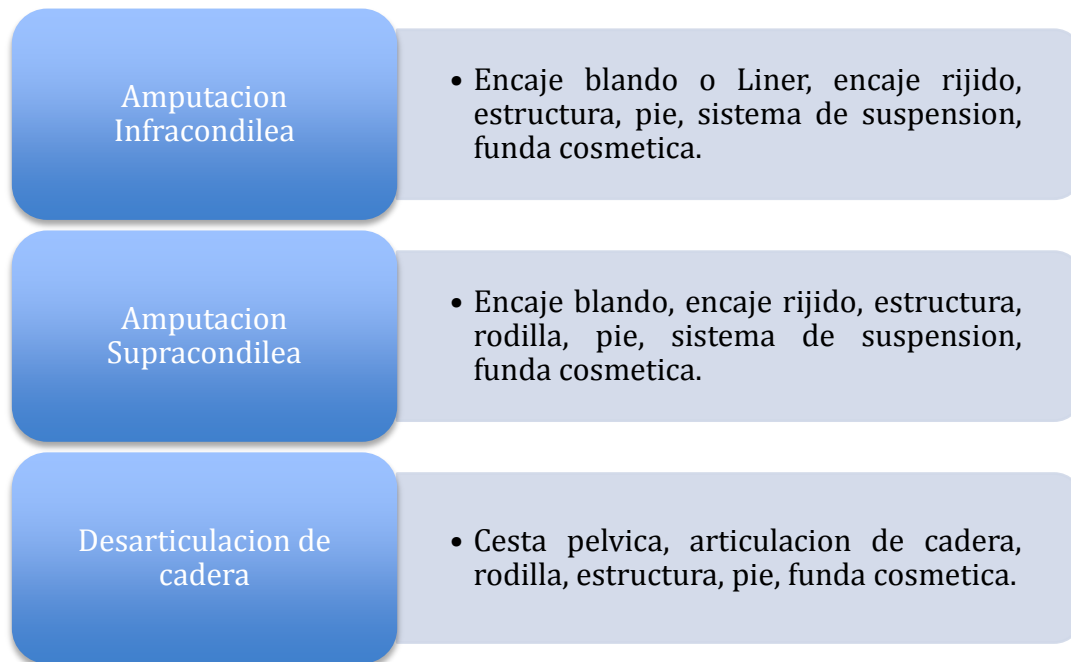 Amputacion
Infracondilea
• Encaje blando o Liner, encaje rijido,
estructura, pie, sistema de suspension,
funda cosmetica.
Amputacion
Supracondilea
• Encaje blando, encaje rijido, estructura,
rodilla, pie, sistema de suspension,
funda cosmetica.
Desarticulacion de
cadera
• Cesta pelvica, articulacion de cadera,
rodilla, estructura, pie, funda cosmetica.